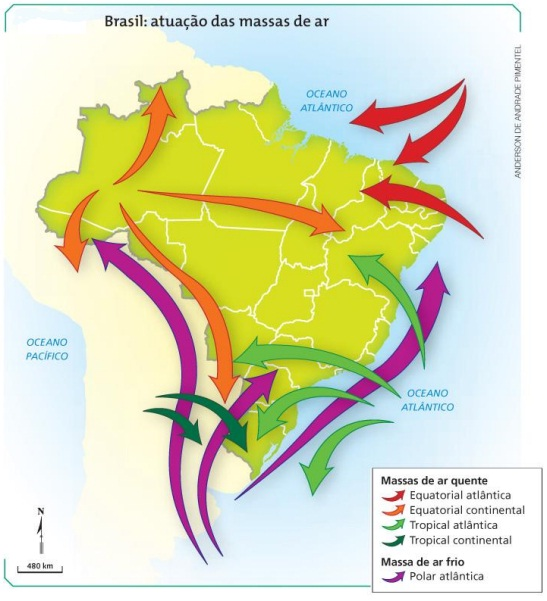 Brasil: atuação das massas de ar
ANDERSON DE ANDRADE PIMENTEL
OCEANO
ATLÂNTICO
OCEANO
PACÍFICO
OCEANO
ATLÂNTICO
N
480 km
Massas de ar quente
Equatorial atlântica
Equatorial continental
Tropical atlântica
Tropical continental
Massa de ar frio
Polar atlântica